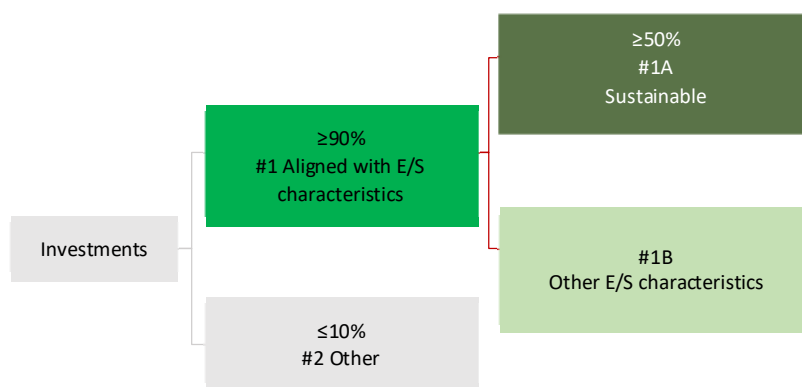 Investments
≥90%
#1 Aligned with E/S
characteristics
≤10%
#2 Other
≥50%
#1A
Sustainable
#1B
Other E/S characteristics